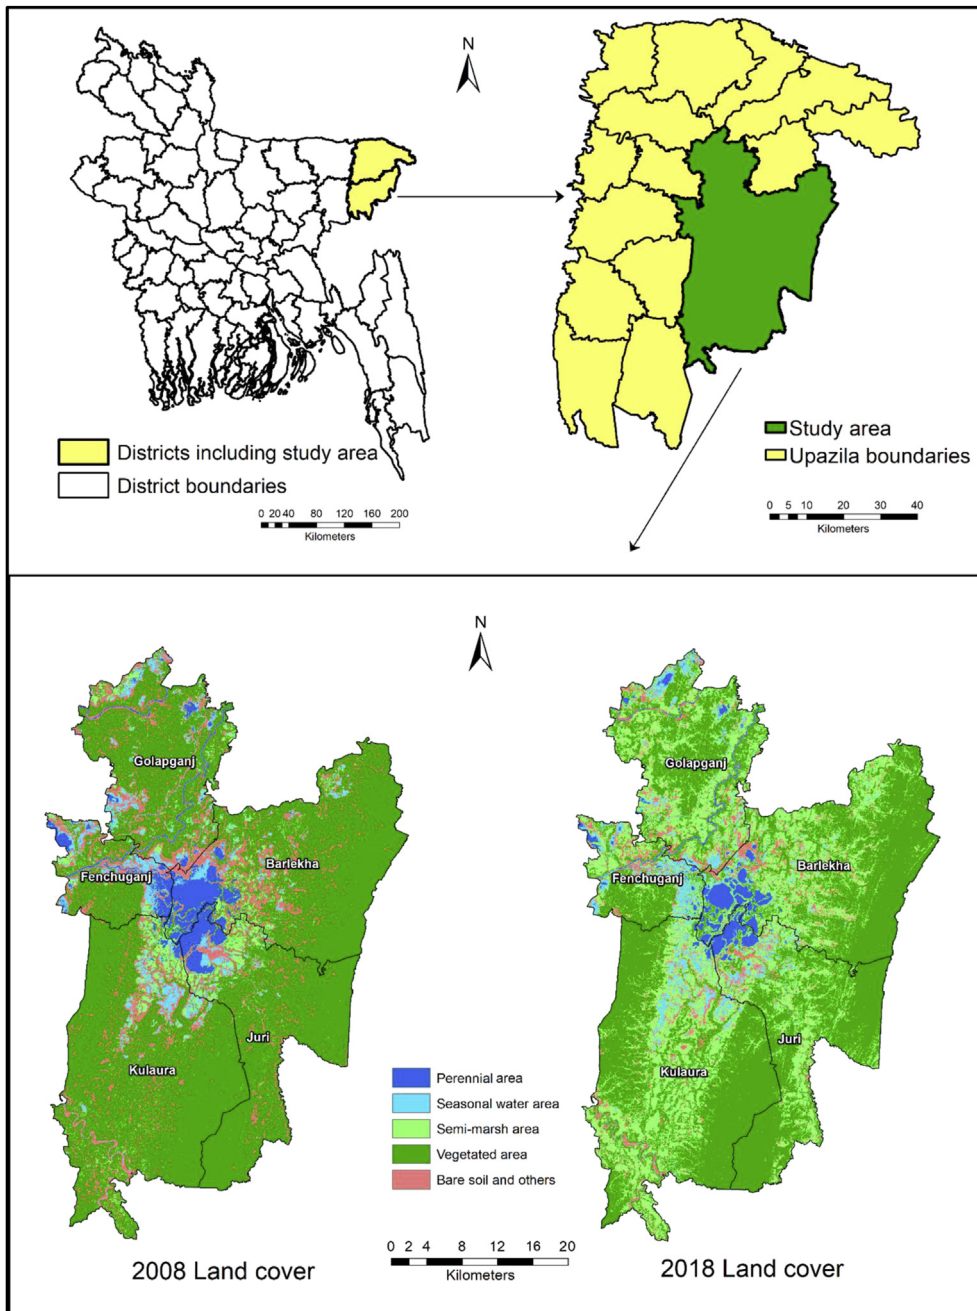 N
Districts including study area
District boundaries
0 20 40 80 120 160 200
Kilometers
Study area
Upazila boundaries
0 5 10 20 30 40
Kilometers
N
Golapganj
Barlekha
Fenchuganj
Juri
Kulaura
Golapganj
Barlekha
Fenchuganj
Juri
Kulaura
Perennial area
Seasonal water area
Semi-marsh area
Vegetated area
Bare soil and others
0 2 4 8 12 16 20
Kilometers
2008 Land cover
2018 Land cover